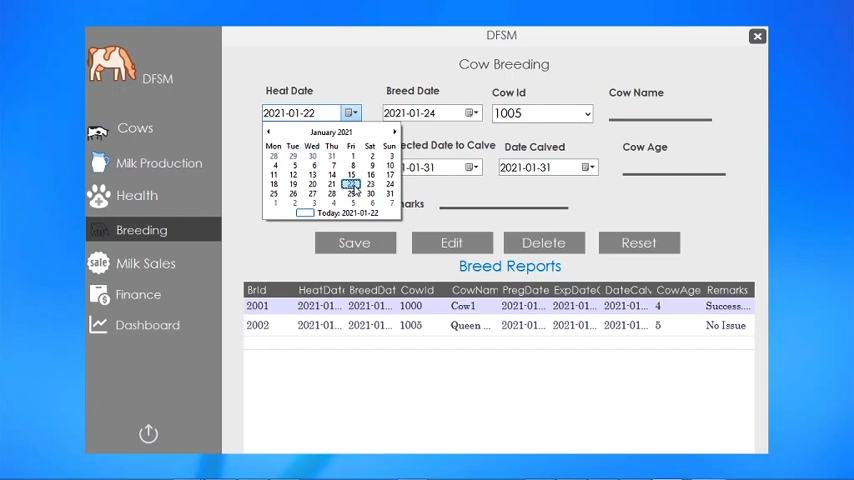 DFSM
DFSM
Cow Breeding
Heat Date Breed Date Cow Id Cow Name
2021-01-22 2021-01-24 1005
January 2021
Mon Tue Wed Thu Fri Sat Sun
28 29 30 31 1 2 3
4 5 6 7 8 9 10
11 12 13 14 15 16 17
18 19 20 21 22 23 24
25 26 27 28 29 30 31
1 2 3 4 5 6 7
Today: 2021-01-22
ected Date to Calve Date Calved Cow Age
-01-31 2021-01-31
marks
Cows
Milk Production
Health
Breeding
sale Milk Sales
Finance
Dashboard
Save Edit Delete Reset
Breed Reports
BrId HeatDate BreedDat CowId CowNam PregDate ExpDateC DateCalv CowAge Remarks
2001 2021-01... 2021-01... 1000 Cow1 2021-01... 2021-01... 2021-01... 4 Success....
2002 2021-01... 2021-01... 1005 Queen ... 2021-01... 2021-01... 2021-01... 5 No Issue